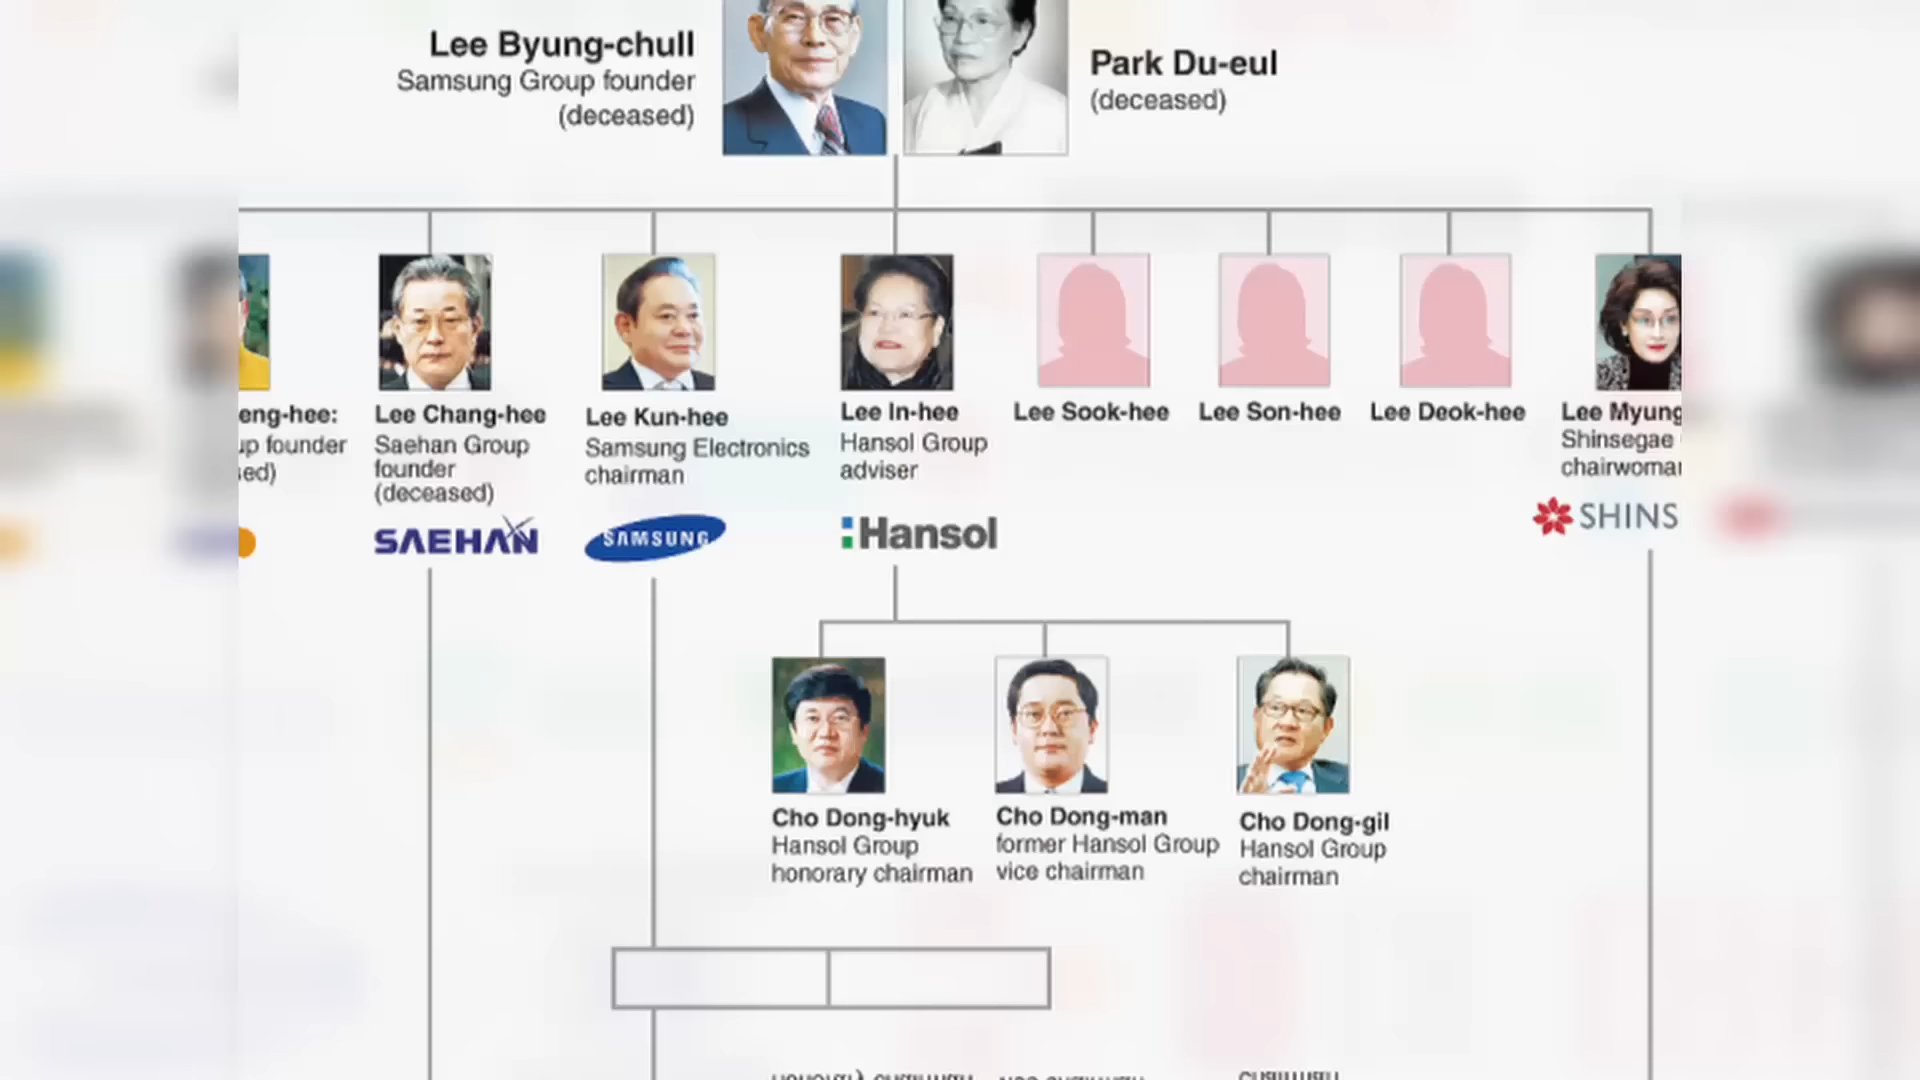 Lee Byung-chull
Samsung Group founder
(deceased)
Park Du-eul
(deceased)
eng-hee:
up founder
sed)
Lee Chang-hee
Saehan Group
founder
(deceased)
SAEHAN
Lee Kun-hee
Samsung Electronics
chairman
SAMSUNG
Lee In-hee
Hansol Group
adviser
Hansol
Lee Sook-hee
Lee Son-hee
Lee Deok-hee
Lee Myung
Shinsegae
chairwoman
SHINS
Cho Dong-hyuk
Hansol Group
honorary chairman
Cho Dong-man
former Hansol Group
vice chairman
Cho Dong-gil
Hansol Group
chairman